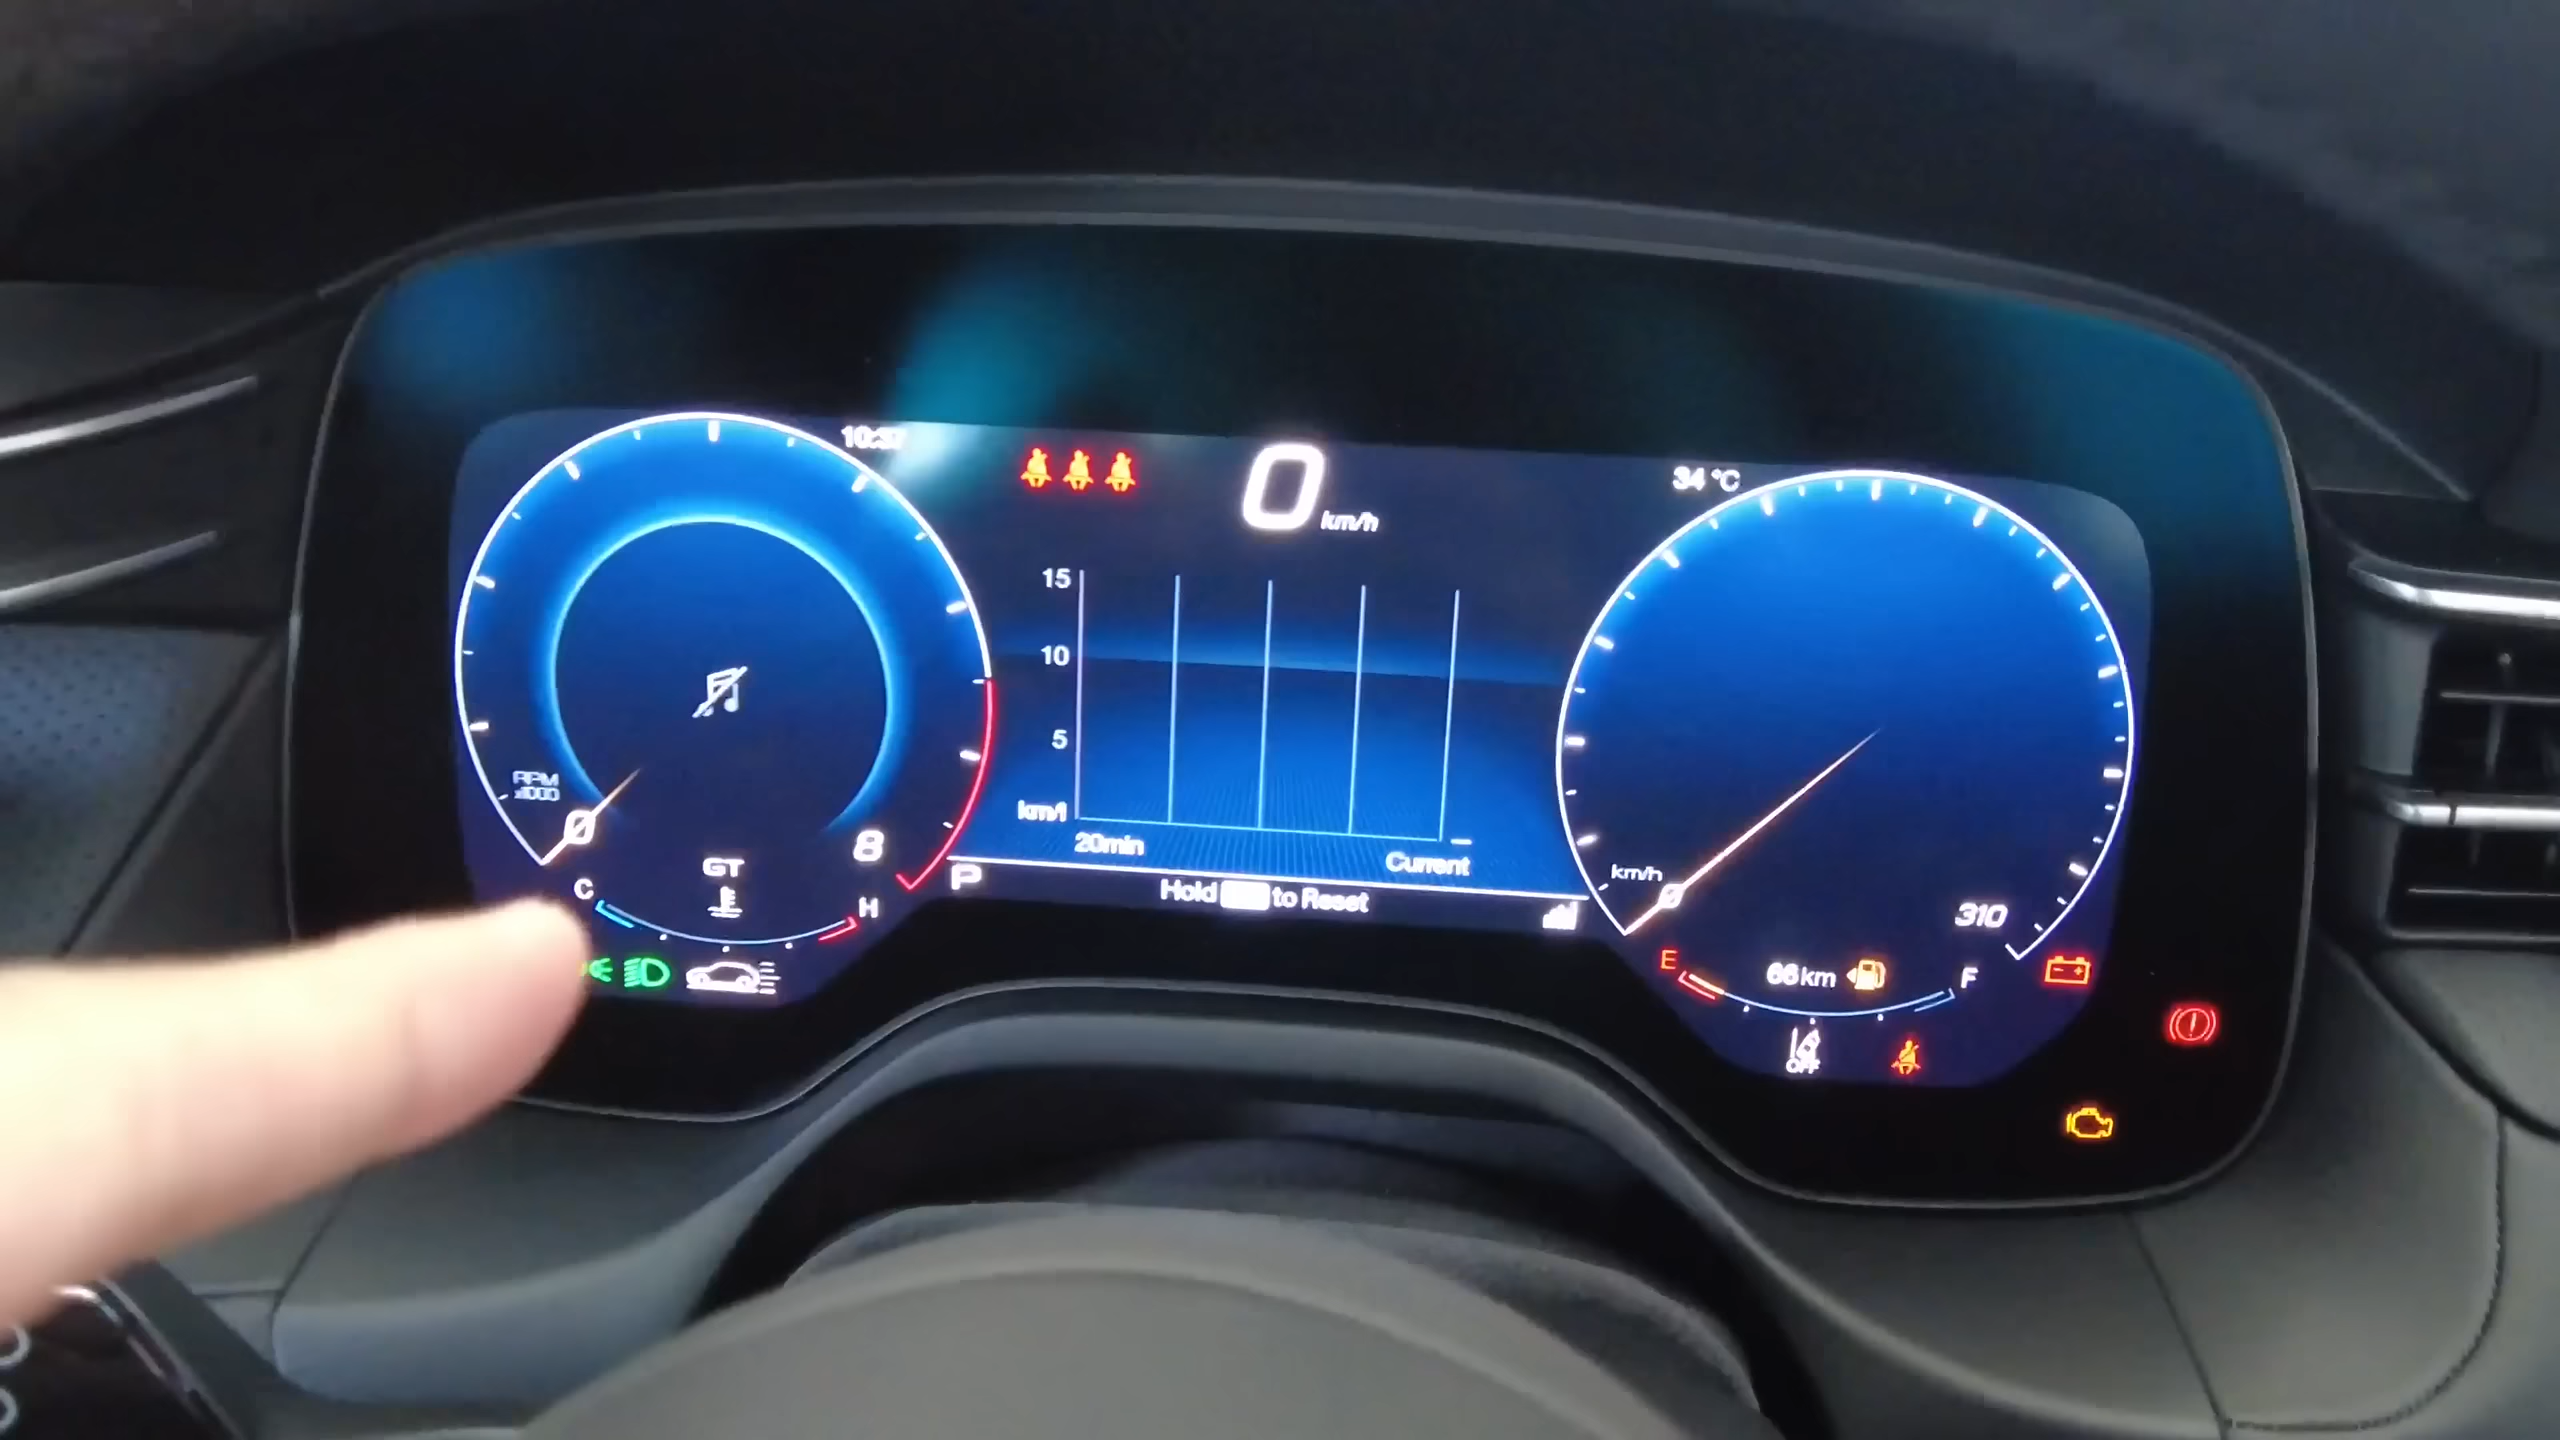 10:37
0 km/h
34 °C
15
10
5
km/l
20min
Current
RPM
x1000
0
8
GT
C
H
P
Hold to Reset
km/h
0
310
E
66km
F
OFF